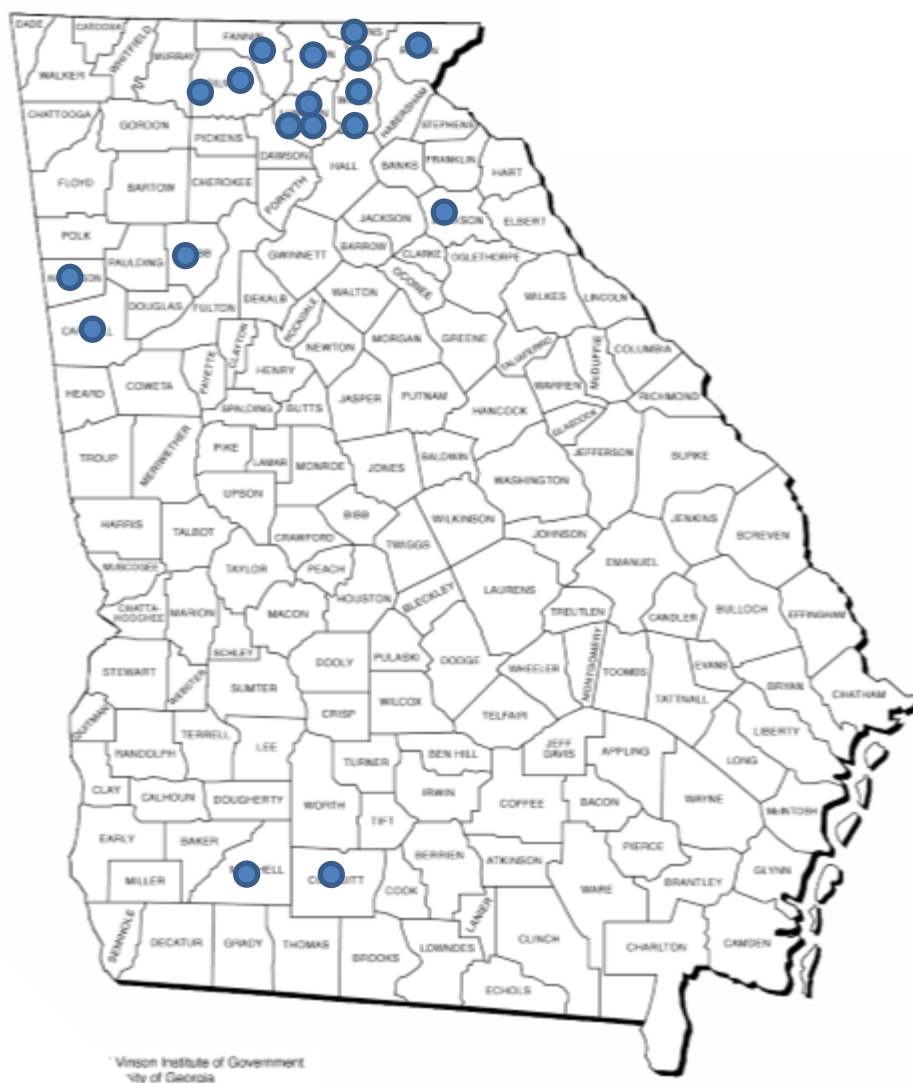 DADE
CATOOSA
WHITFIELD
MURRAY
FANNIN
WALKER
CHATTOOGA
GORDON
PICKENS
DAWSON
HABERSHAM
STEPHENS
FLOYD
BARTOW
CHEROKEE
FORSYTH
HALL
BANKS
FRANKLIN
HART
POLK
PAULDING
GWINNETT
JACKSON
BARROW
CLARKE
OCONEE
OGLETHORPE
ELBERT
DOUGLAS
FULTON
DEKALB
ROCKDALE
WALTON
WILKES
LINCOLN
HEARD
COWETA
FAYETTE
CLAYTON
HENRY
NEWTON
MORGAN
GREENE
TALIAFERRO
McDUFFIE
COLUMBIA
WARREN
RICHMOND
SPALDING
BUTTS
JASPER
PUTNAM
HANCOCK
GLASCOCK
TROUP
MERIWETHER
PIKE
LAMAR
MONROE
JONES
BALDWIN
WASHINGTON
JEFFERSON
BURKE
UPSON
HARRIS
TALBOT
CRAWFORD
BIBB
TWIGGS
WILKINSON
JOHNSON
JENKINS
SCREVEN
MUSCOGEE
TAYLOR
PEACH
EMANUEL
CHATTA-
HOOCHEE
MARION
MACON
HOUSTON
BLECKLEY
LAURENS
TREUTLEN
CANDLER
BULLOCH
EFFINGHAM
STEWART
WEBSTER
SCHLEY
DOOLY
PULASKI
DODGE
WHEELER
MONTGOMERY
TOOMBS
EVANS
TATTNALL
BRYAN
CHATHAM
SUMTER
CRISP
WILCOX
TELFAIR
QUITMAN
RANDOLPH
TERRELL
LEE
TURNER
BEN HILL
JEFF
DAVIS
APPLING
LONG
LIBERTY
CLAY
CALHOUN
DOUGHERTY
WORTH
TIFT
IRWIN
COFFEE
BACON
WAYNE
McINTOSH
EARLY
BAKER
MILLER
COOK
BERRIEN
ATKINSON
PIERCE
WARE
BRANTLEY
GLYNN
SEMINOLE
DECATUR
GRADY
THOMAS
BROOKS
LOWNDES
LANIER
CLINCH
CHARLTON
CAMDEN
ECHOLS
Vinson Institute of Government
sity of Georgia